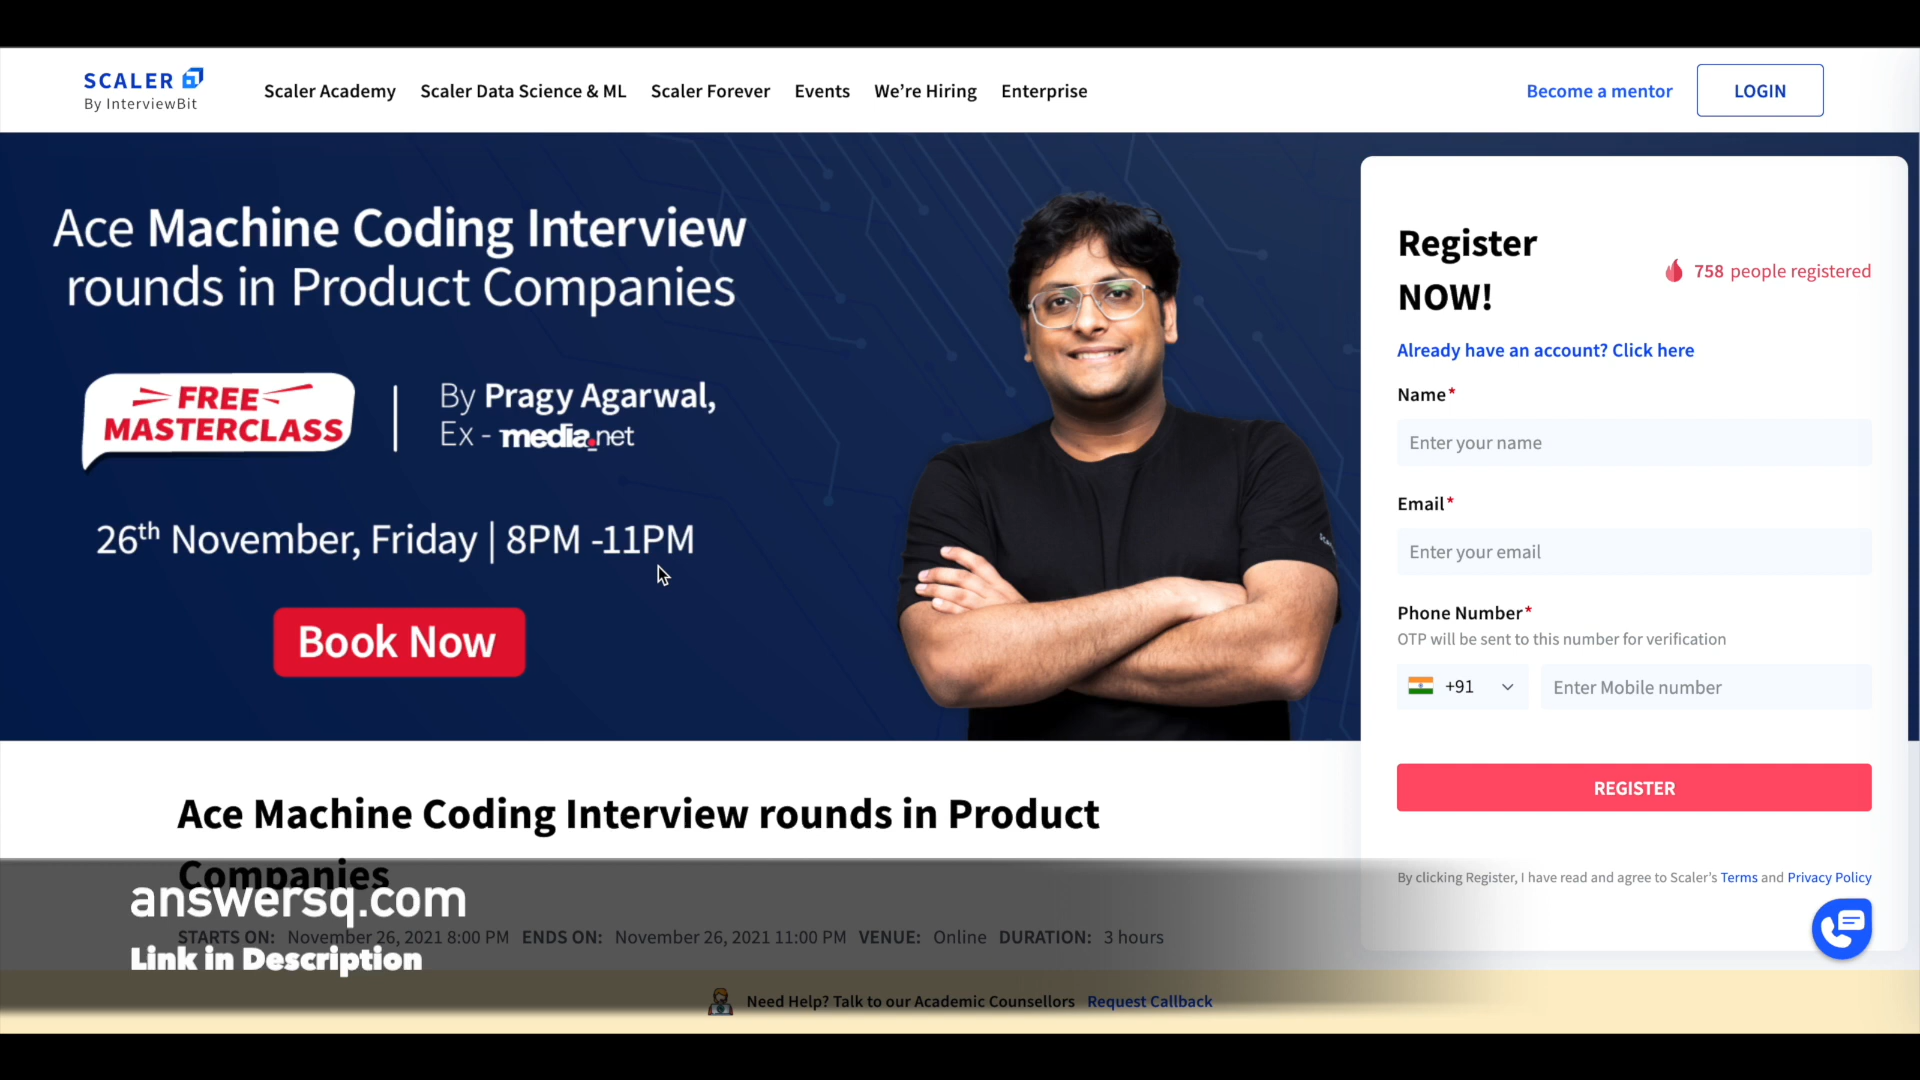 SCALER
By InterviewBit
Scaler Academy
Scaler Data Science & ML
Scaler Forever
Events
We’re Hiring
Enterprise
Become a mentor
LOGIN
Ace Machine Coding Interview
rounds in Product Companies
FREE
MASTERCLASS
By Pragy Agarwal,
Ex - media.net
26th November, Friday | 8PM -11PM
Book Now
Register
NOW!
758 people registered
Already have an account? Click here
Name*
Enter your name
Email*
Enter your email
Phone Number*
OTP will be sent to this number for verification
+91
Enter Mobile number
REGISTER
By clicking Register, I have read and agree to Scaler’s Terms and Privacy Policy
Ace Machine Coding Interview rounds in Product
Companies
answersq.com
STARTS ON: November 26, 2021 8:00 PM ENDS ON: November 26, 2021 11:00 PM VENUE: Online DURATION: 3 hours
Link in Description
Need Help? Talk to our Academic Counsellors Request Callback